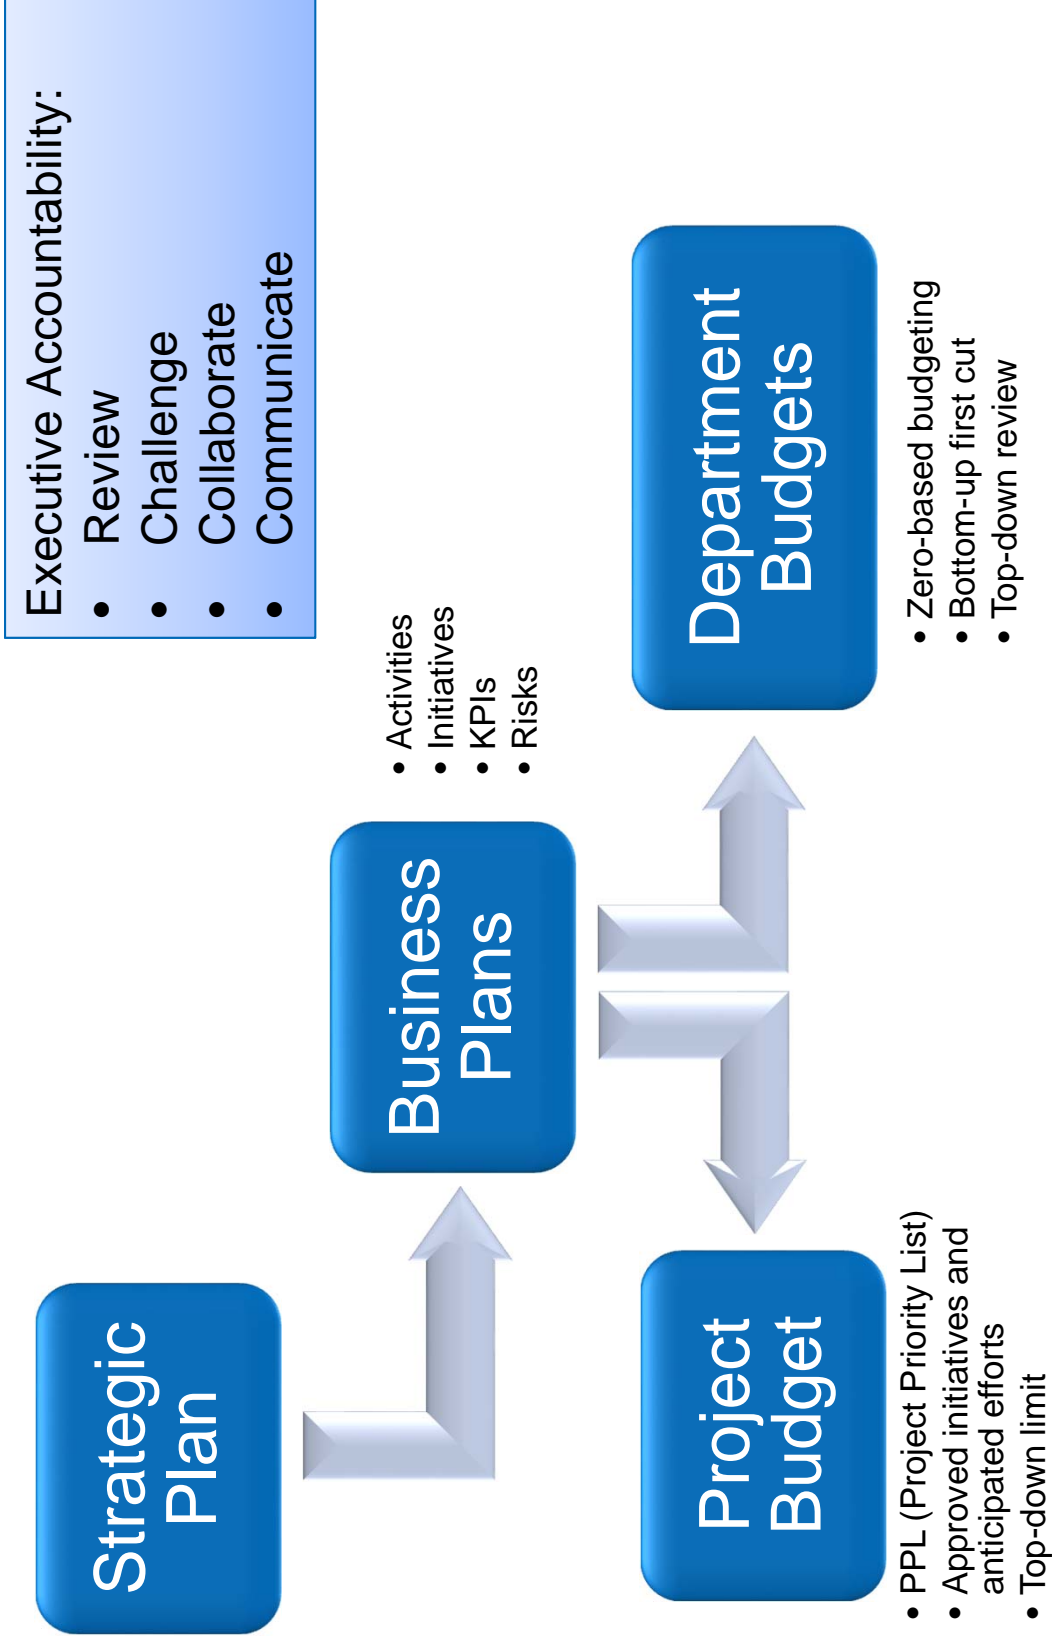 Executive Accountability:
• Review
• Challenge
• Collaborate
• Communicate
Strategic
Plan
Business
Plans
• Activities
• Initiatives
• KPIs
• Risks
Project
Budget
• PPL (Project Priority List)
• Approved initiatives and
anticipated efforts
• Top-down limit
Department
Budgets
• Zero-based budgeting
• Bottom-up first cut
• Top-down review